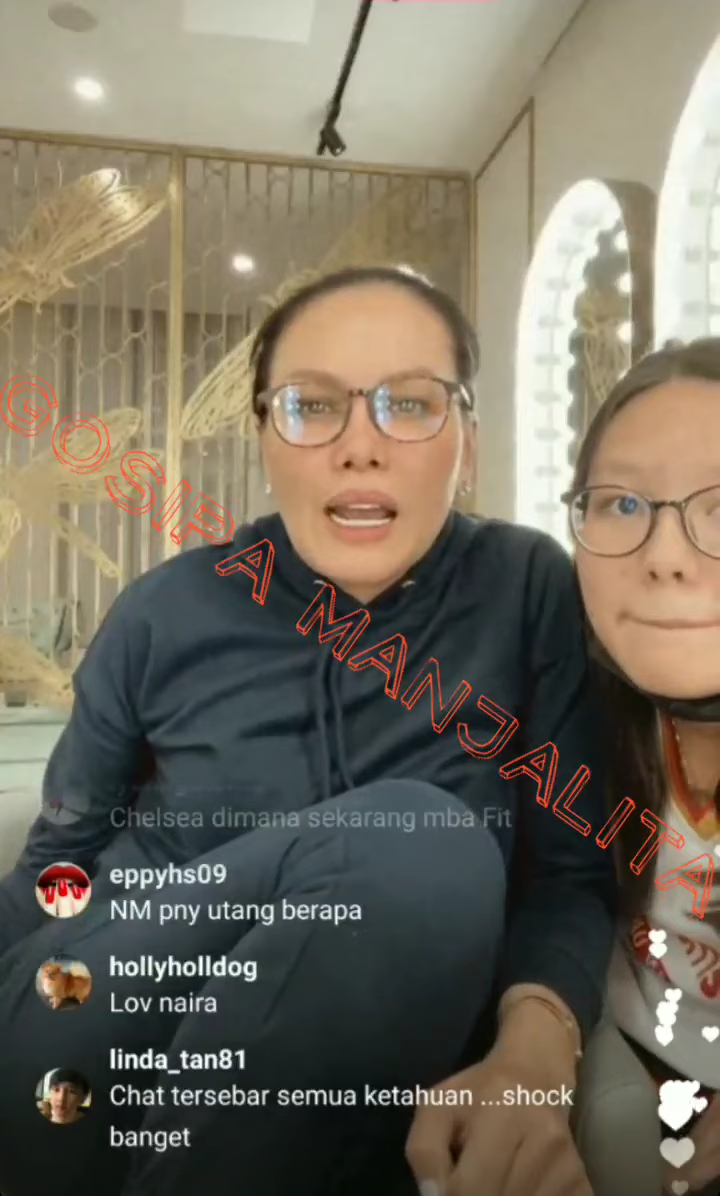 GOSIPA MANJALITA
Chelsea dimana sekarang mba Fit
eppyhs09
NM pny utang berapa
hollyholldog
Lov naira
linda_tan81
Chat tersebar semua ketahuan ...shock
banget